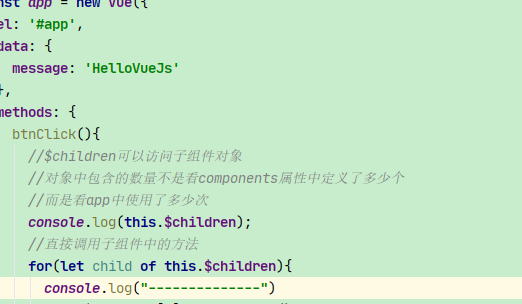 const app = new Vue({
el: '#app',
data: {
message: 'HelloVueJs'
},
methods: {
btnClick(){
//$children可以访问子组件对象
//对象中包含的数量不是看components属性中定义了多少个
//而是看app中使用了多少次
console.log(this.$children);
//直接调用子组件中的方法
for(let child of this.$children){
console.log("--------------")